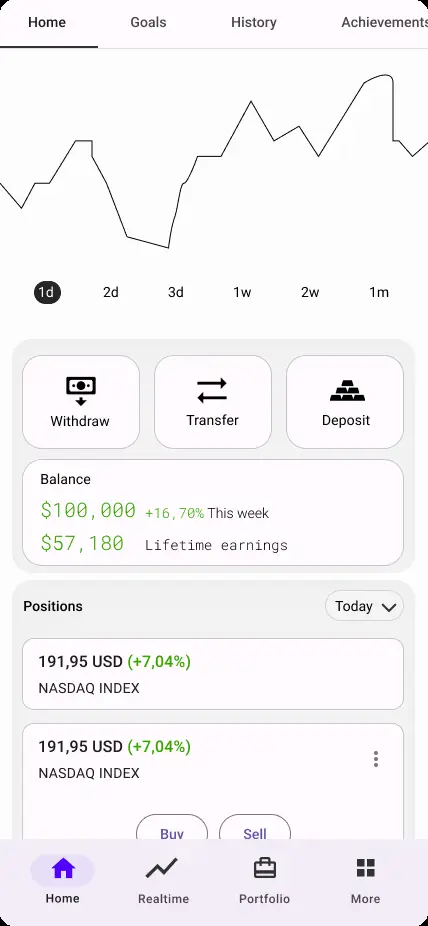 Home Goals History Achievements
1d 2d 3d 1w 2w 1m
Withdraw Transfer Deposit
Balance
$100,000 +16,70% This week
$57,180 Lifetime earnings
Positions Today
191,95 USD (+7,04%)
NASDAQ INDEX
191,95 USD (+7,04%)
NASDAQ INDEX
Buy Sell
Home Realtime Portfolio More